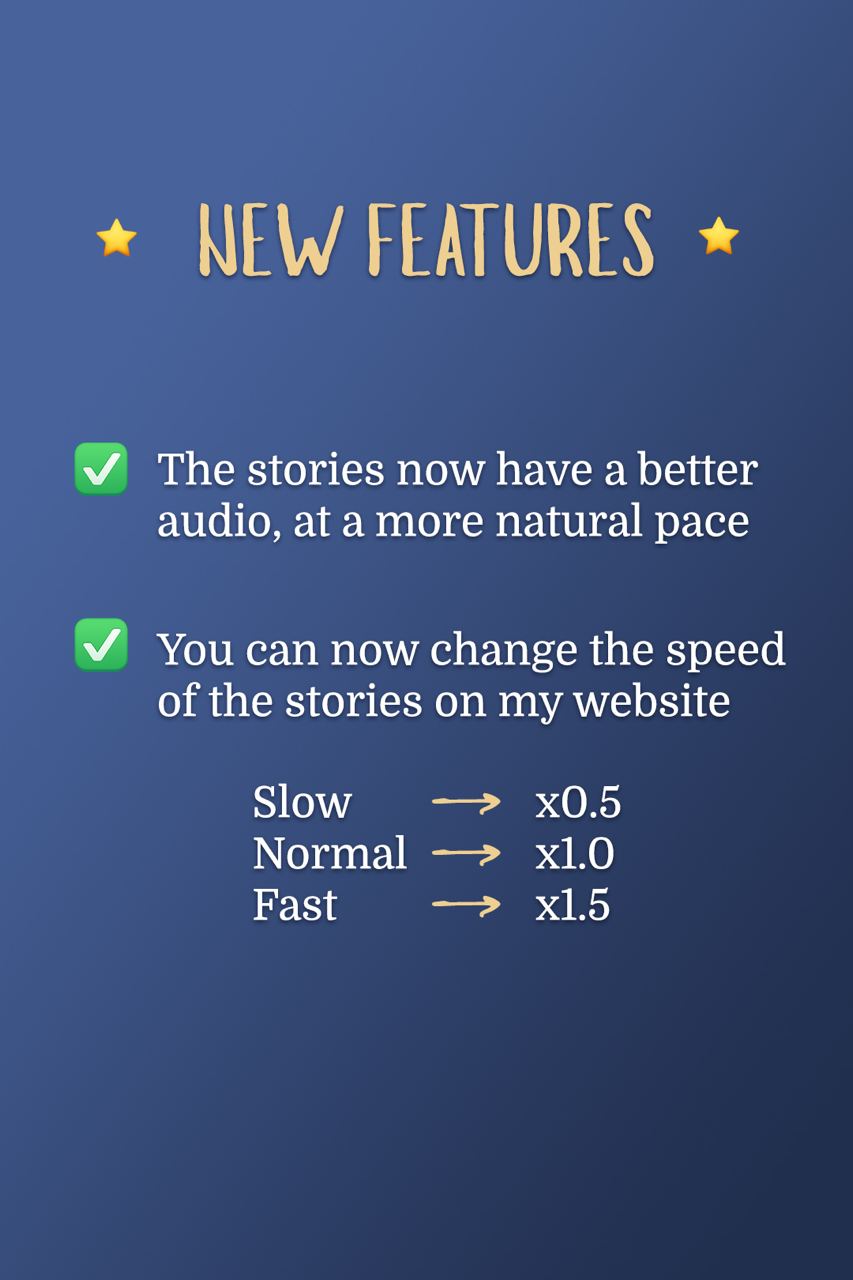 NEW FEATURES
The stories now have a better
audio, at a more natural pace
You can now change the speed
of the stories on my website
Slow → x0.5
Normal → x1.0
Fast → x1.5